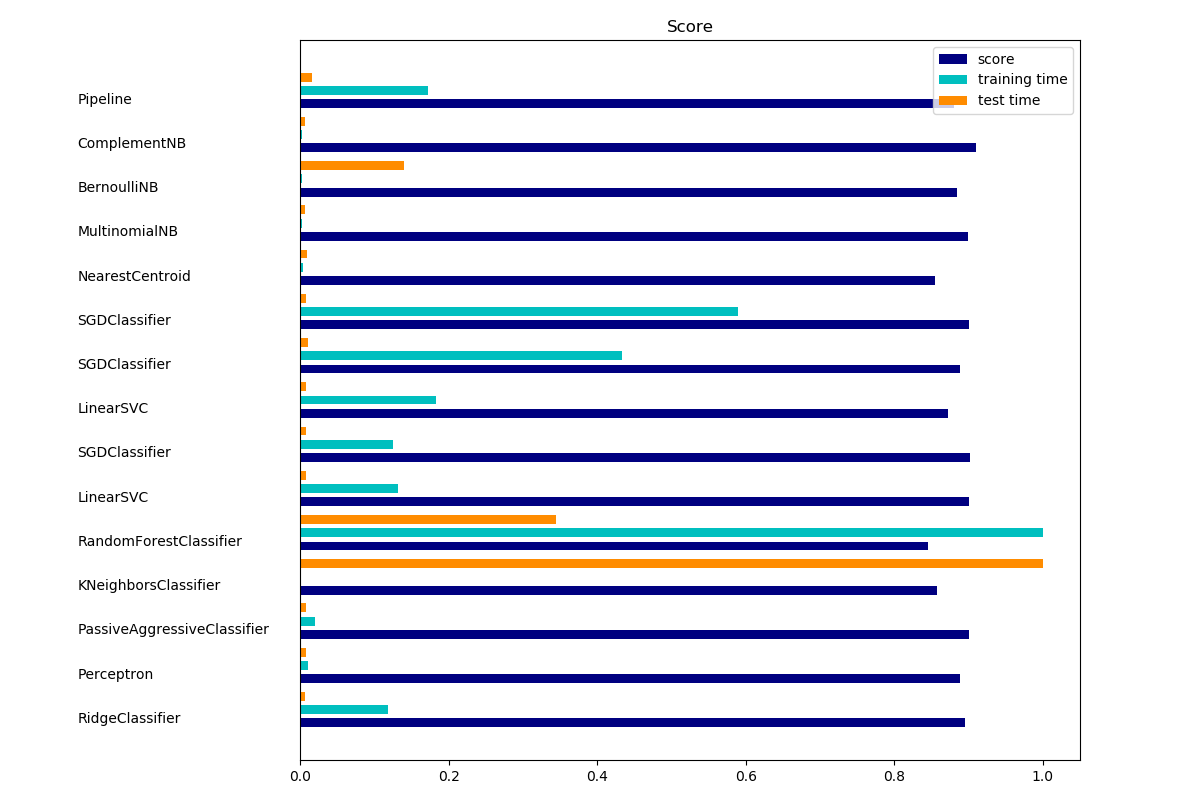 Score
score
training time
test time
Pipeline
ComplementNB
BernoulliNB
MultinomialNB
NearestCentroid
SGDClassifier
SGDClassifier
LinearSVC
SGDClassifier
LinearSVC
RandomForestClassifier
KNeighborsClassifier
PassiveAggressiveClassifier
Perceptron
RidgeClassifier
0.0 0.2 0.4 0.6 0.8 1.0